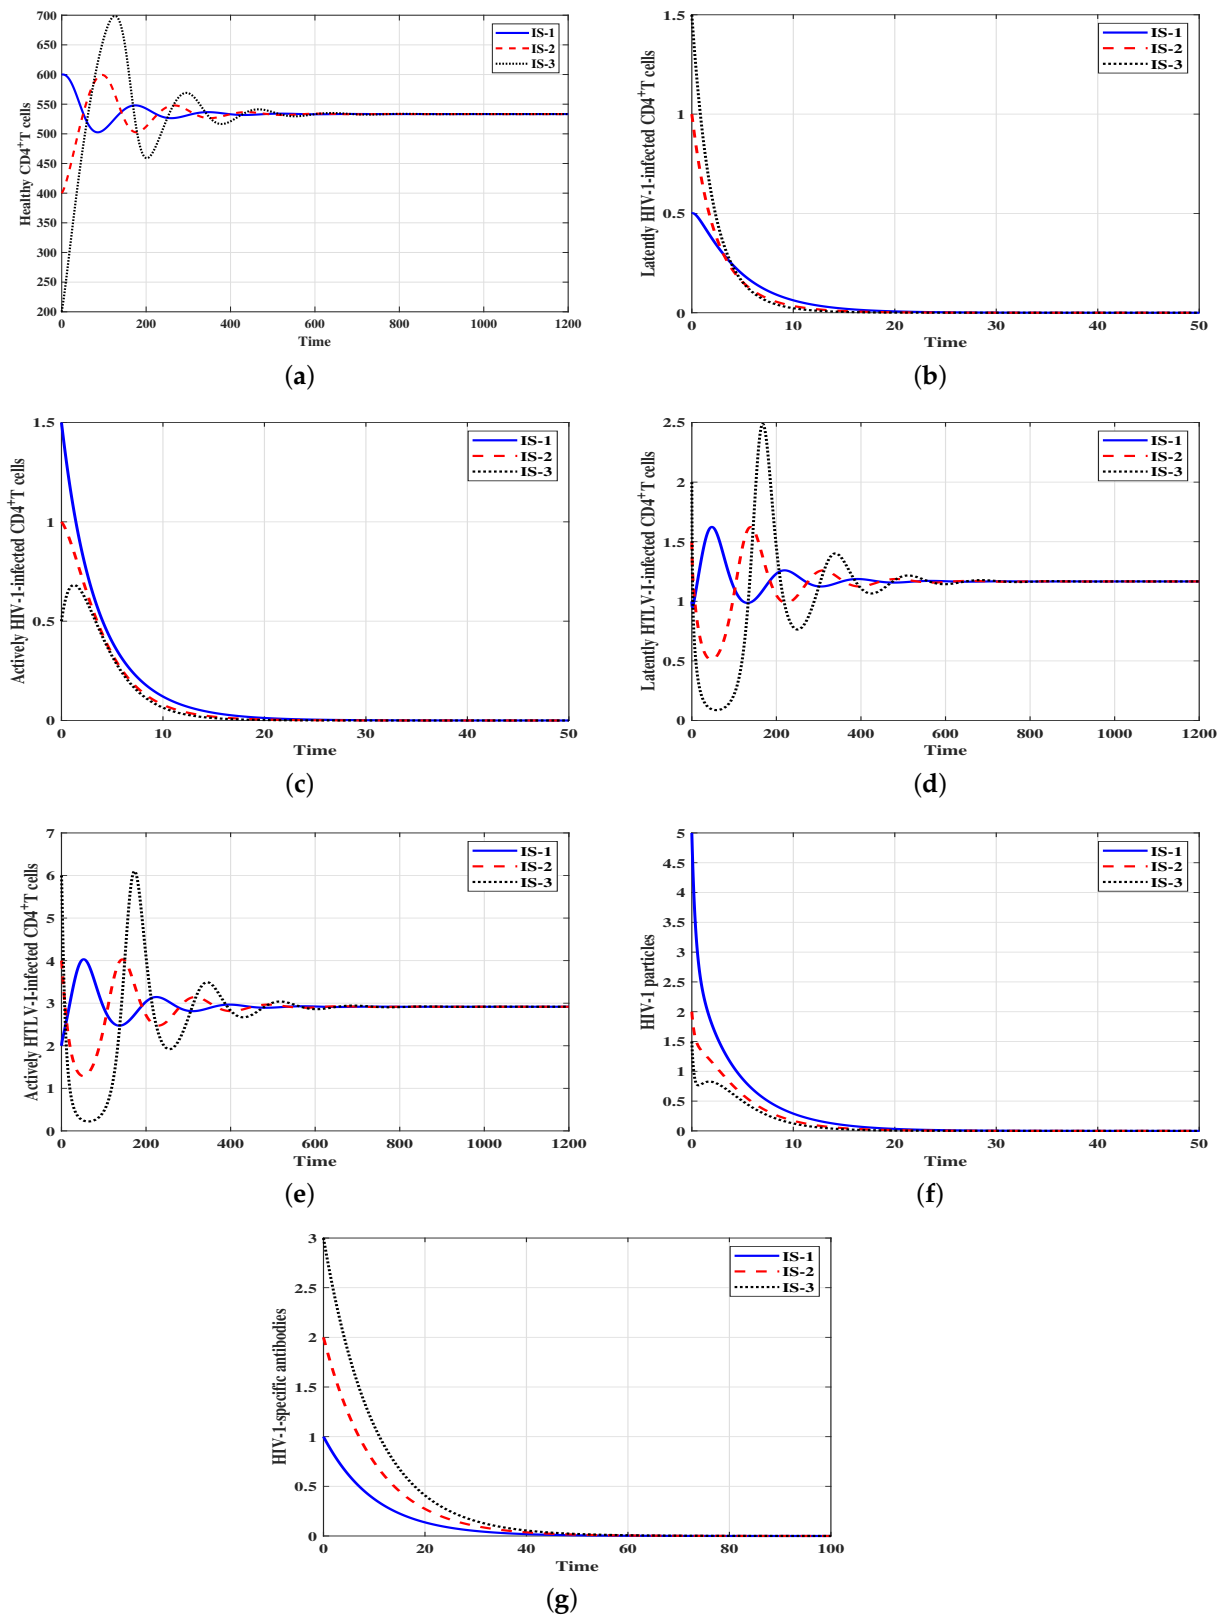 Healthy CD4⁺T cells
700
650
600
550
500
450
400
350
300
250
200
0 200 400 600 800 1000 1200
Time
IS-1
IS-2
IS-3
(a)
Latently HIV-1-infected CD4⁺T cells
1.5
1
0.5
0
0 10 20 30 40 50
Time
IS-1
IS-2
IS-3
(b)
Actively HIV-1-infected CD4⁺T cells
1.5
1
0.5
0
0 10 20 30 40 50
Time
IS-1
IS-2
IS-3
(c)
Latently HTLV-I-infected CD4⁺T cells
2.5
2
1.5
1
0.5
0
0 200 400 600 800 1000 1200
Time
IS-1
IS-2
IS-3
(d)
Actively HTLV-I-infected CD4⁺T cells
7
6
5
4
3
2
1
0
0 200 400 600 800 1000 1200
Time
IS-1
IS-2
IS-3
(e)
HIV-1 particles
5
4.5
4
3.5
3
2.5
2
1.5
1
0.5
0
0 10 20 30 40 50
Time
IS-1
IS-2
IS-3
(f)
HIV-1-specific antibodies
3
2.5
2
1.5
1
0.5
0
0 20 40 60 80 100
Time
IS-1
IS-2
IS-3
(g)